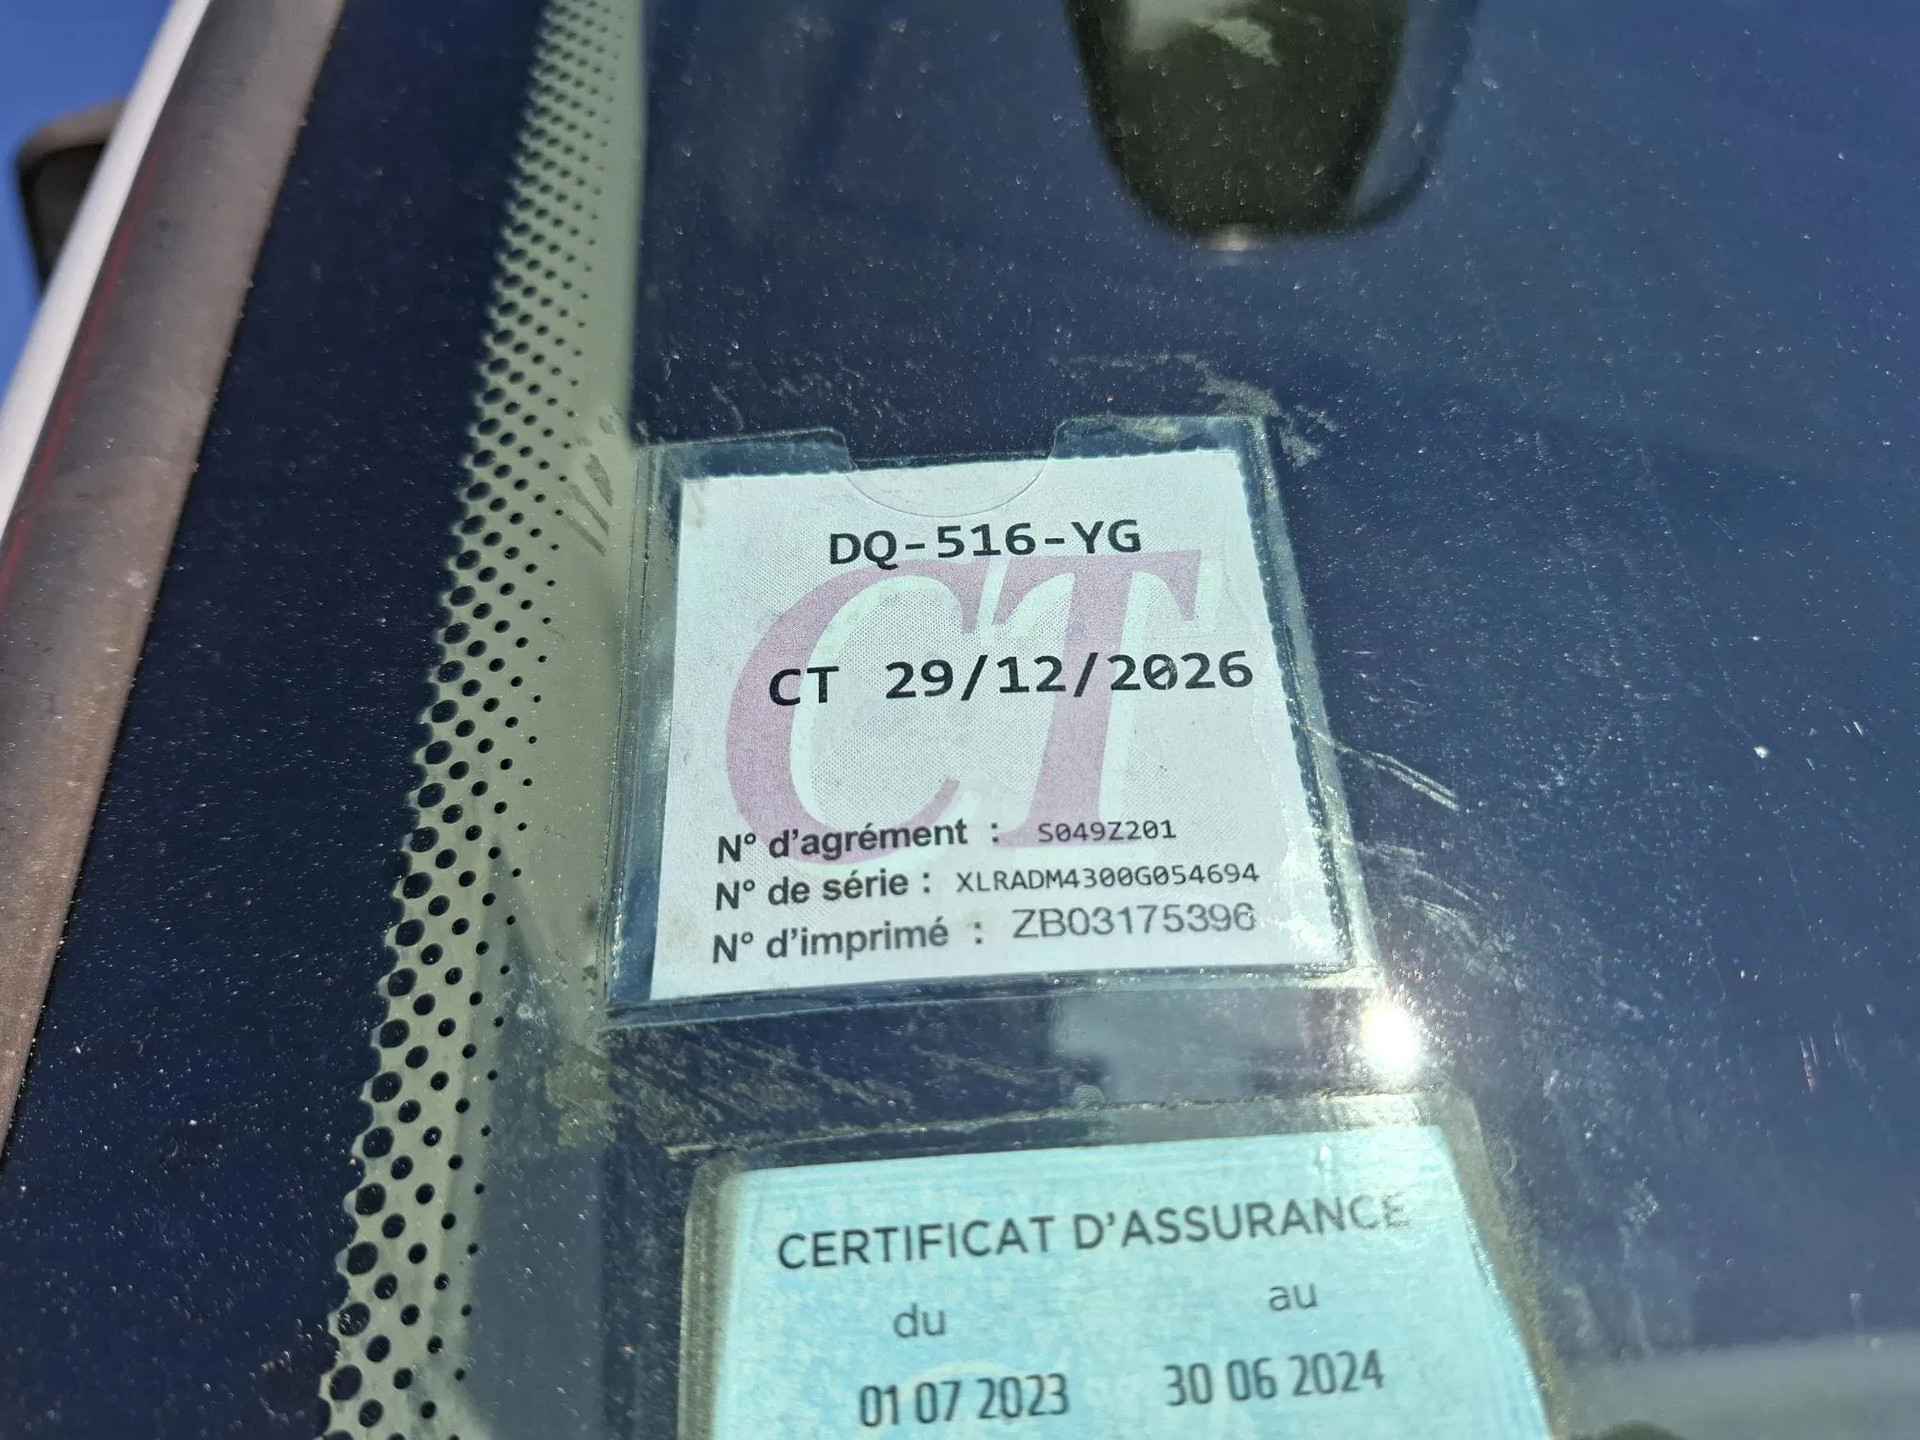 DQ-516-YG
CT
CT 29/12/2026
N° d'agrément : S049Z201
N° de série : XLRADM4300G054694
N° d'imprimé : ZB03175396
CERTIFICAT D'ASSURANCE
du au
01 07 2023 30 06 2024